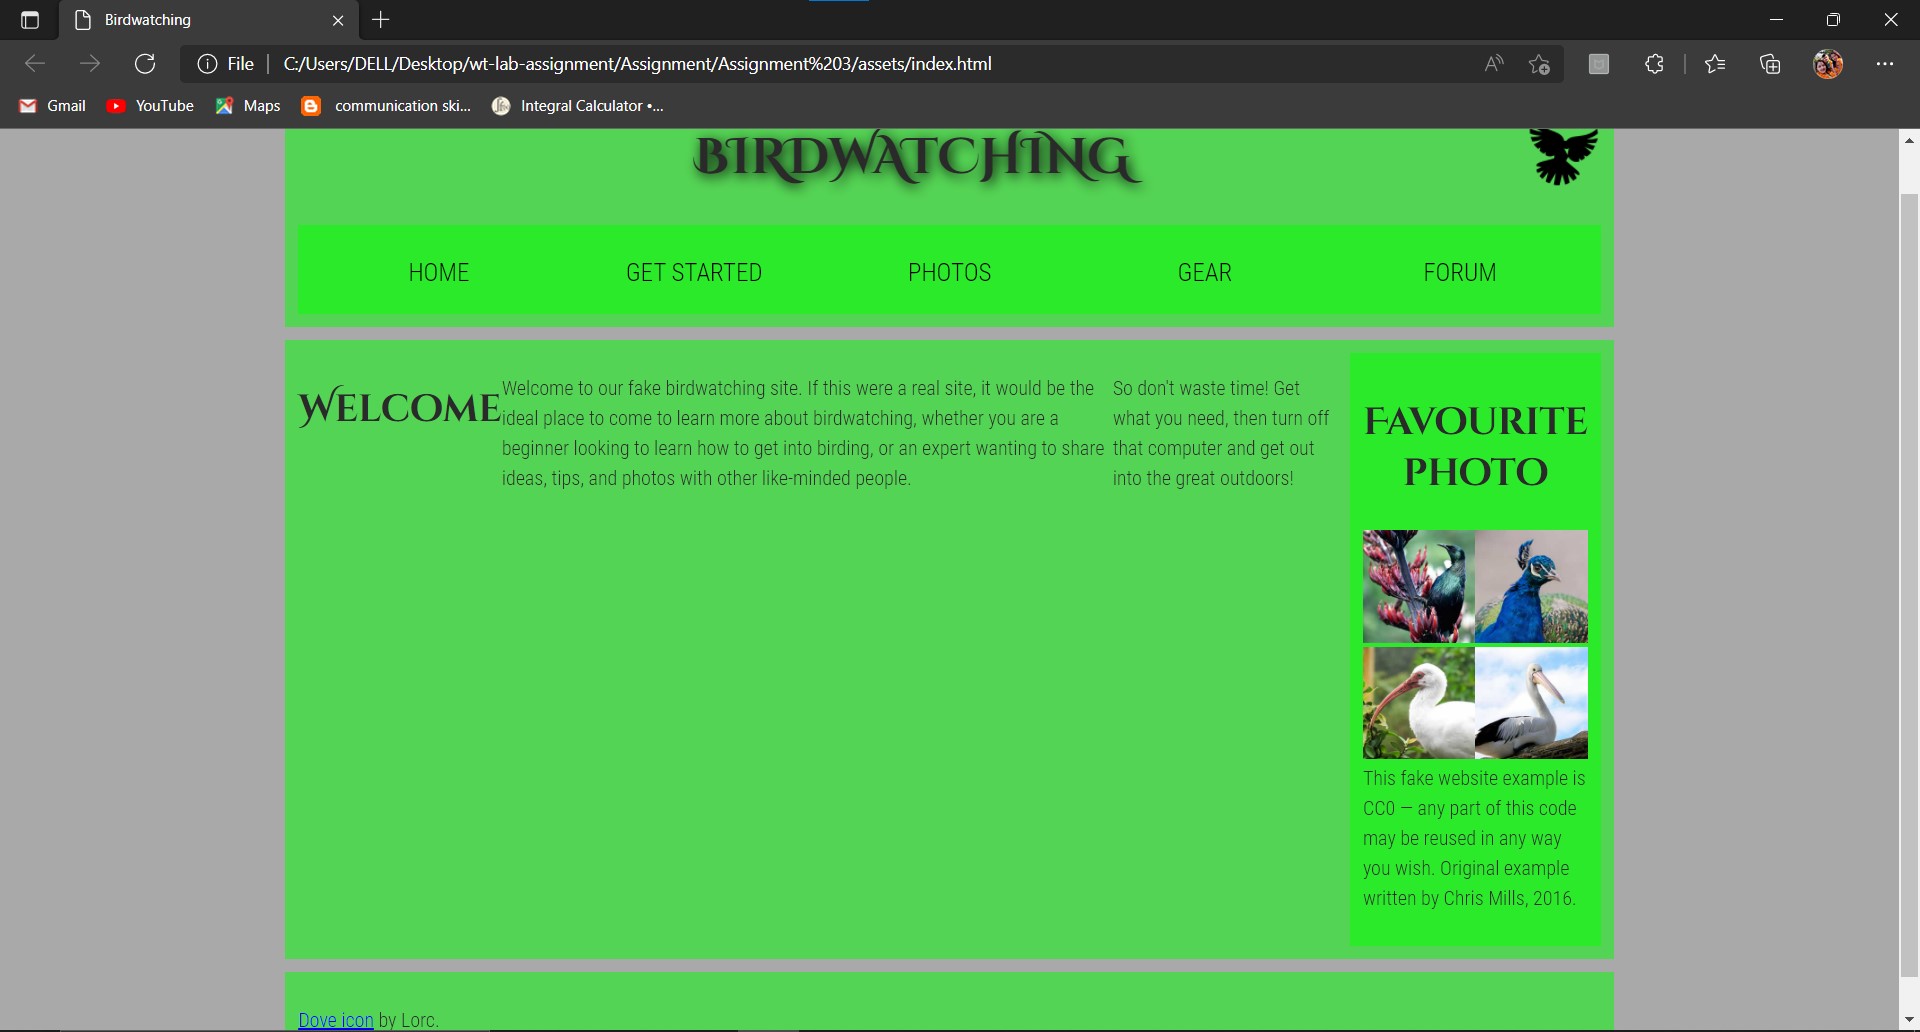 Birdwatching
File C:/Users/DELL/Desktop/wt-lab-assignment/Assignment/Assignment%203/assets/index.html
Gmail YouTube Maps communication ski... Integral Calculator •...
BIRDWATCHING
HOME GET STARTED PHOTOS GEAR FORUM
Welcome
Welcome to our fake birdwatching site. If this were a real site, it would be the
ideal place to come to learn more about birdwatching, whether you are a
beginner looking to learn how to get into birding, or an expert wanting to share
ideas, tips, and photos with other like-minded people.
So don't waste time! Get
what you need, then turn off
that computer and get out
into the great outdoors!
Favourite
photo
This fake website example is
CC0 — any part of this code
may be reused in any way
you wish. Original example
written by Chris Mills, 2016.
Dove icon by Lorc.